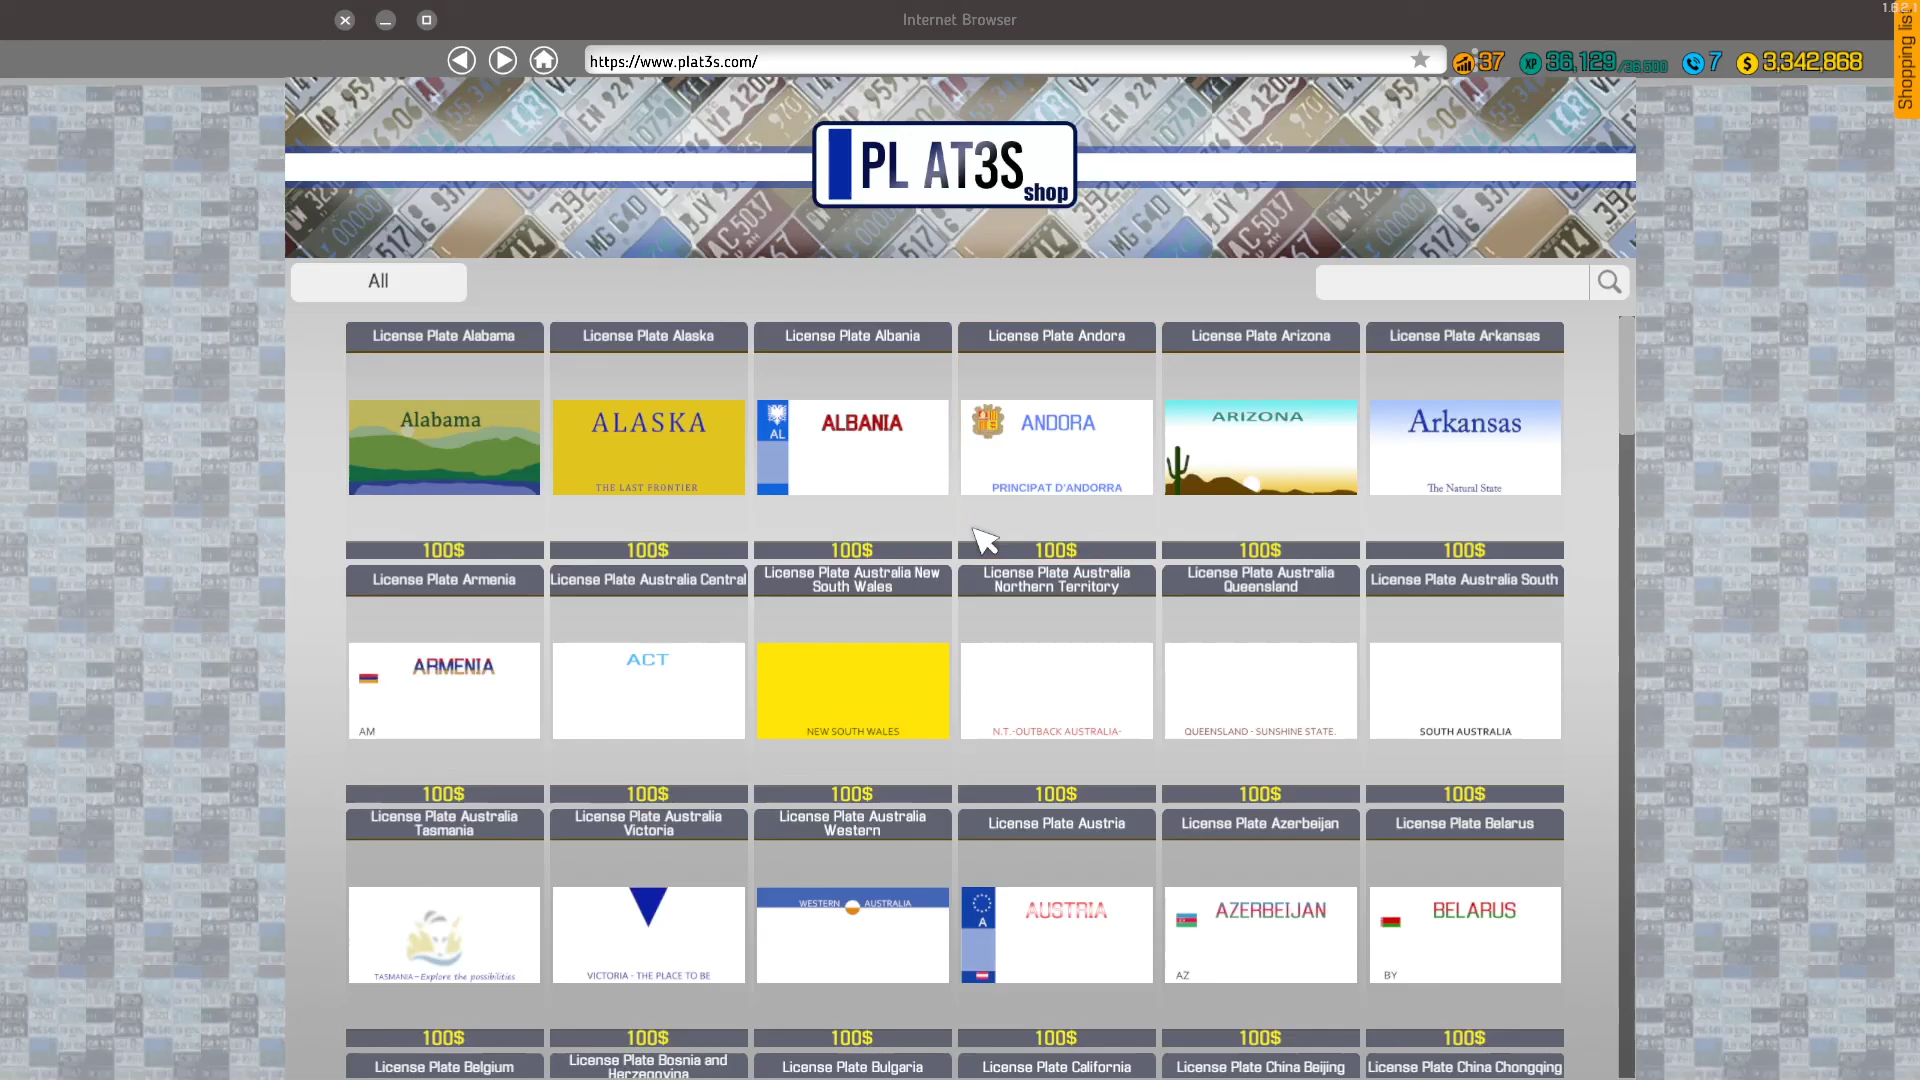 Internet Browser
1.6.2.1
https://www.plat3s.com/
37
XP 36,129/36,500
7
$ 3,342,868
Shopping list
PL AT3S
shop
All
License Plate Alabama
License Plate Alaska
License Plate Albania
License Plate Andora
License Plate Arizona
License Plate Arkansas
Alabama
ALASKA
THE LAST FRONTIER
AL
ALBANIA
ANDORA
PRINCIPAT D'ANDORRA
ARIZONA
Arkansas
The Natural State
100$
100$
100$
100$
100$
100$
License Plate Armenia
License Plate Australia Central
License Plate Australia New
South Wales
License Plate Australia
Northern Territory
License Plate Australia
Queensland
License Plate Australia South
ARMENIA
AM
ACT
NEW SOUTH WALES
N.T.-OUTBACK AUSTRALIA-
QUEENSLAND - SUNSHINE STATE.
SOUTH AUSTRALIA
100$
100$
100$
100$
100$
100$
License Plate Australia
Tasmania
License Plate Australia
Victoria
License Plate Australia
Western
License Plate Austria
License Plate Azerbeijan
License Plate Belarus
TASMANIA - Explore the possibilities
VICTORIA - THE PLACE TO BE
WESTERN AUSTRALIA
A
AUSTRIA
AZERBEIJAN
AZ
BELARUS
BY
100$
100$
100$
100$
100$
100$
License Plate Belgium
License Plate Bosnia and
Herzegovina
License Plate Bulgaria
License Plate California
License Plate China Beijing
License Plate China Chongqing